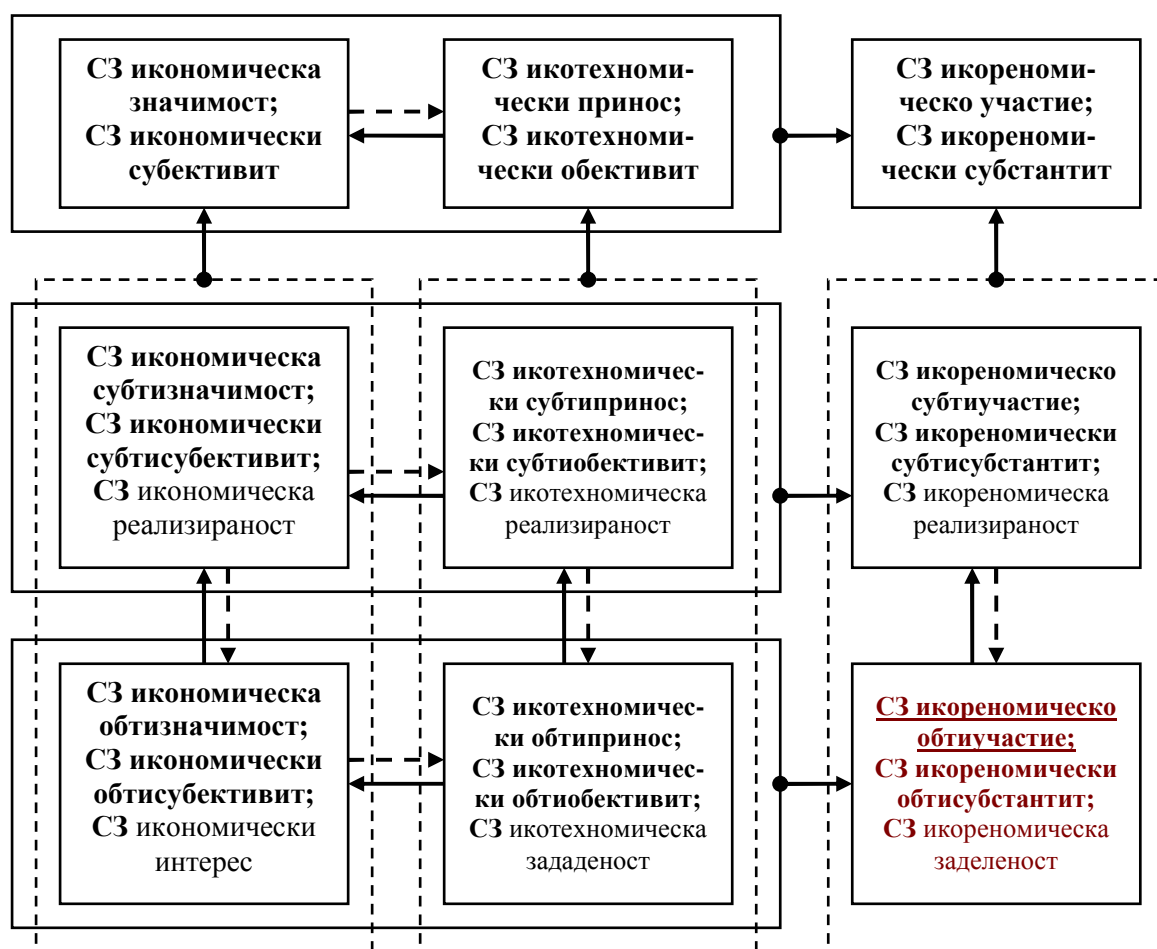 СЗ икономическа
значимост;
СЗ икономически
субективит
СЗ икотехноми-
чески принос;
СЗ икотехноми-
чески обективит
СЗ икореноми-
ческо участие;
СЗ икореноми-
чески субстантит
СЗ икономическа
субтизначимост;
СЗ икономически
субтисубективит;
СЗ икономическа
реализираност
СЗ икотехномичес-
ки субтипринос;
СЗ икотехномичес-
ки субтиобективит;
СЗ икотехномическа
реализираност
СЗ икореномическо
субтиучастие;
СЗ икореномически
субтисубстантит;
СЗ икореномическа
реализираност
СЗ икономическа
обтизначимост;
СЗ икономически
обтисубективит;
СЗ икономически
интерес
СЗ икотехномичес-
ки обтипринос;
СЗ икотехномичес-
ки обтиобективит;
СЗ икотехномическа
зададеност
СЗ икореномическо
обтиучастие;
СЗ икореномически
обтисубстантит;
СЗ икореномическа
заделеност